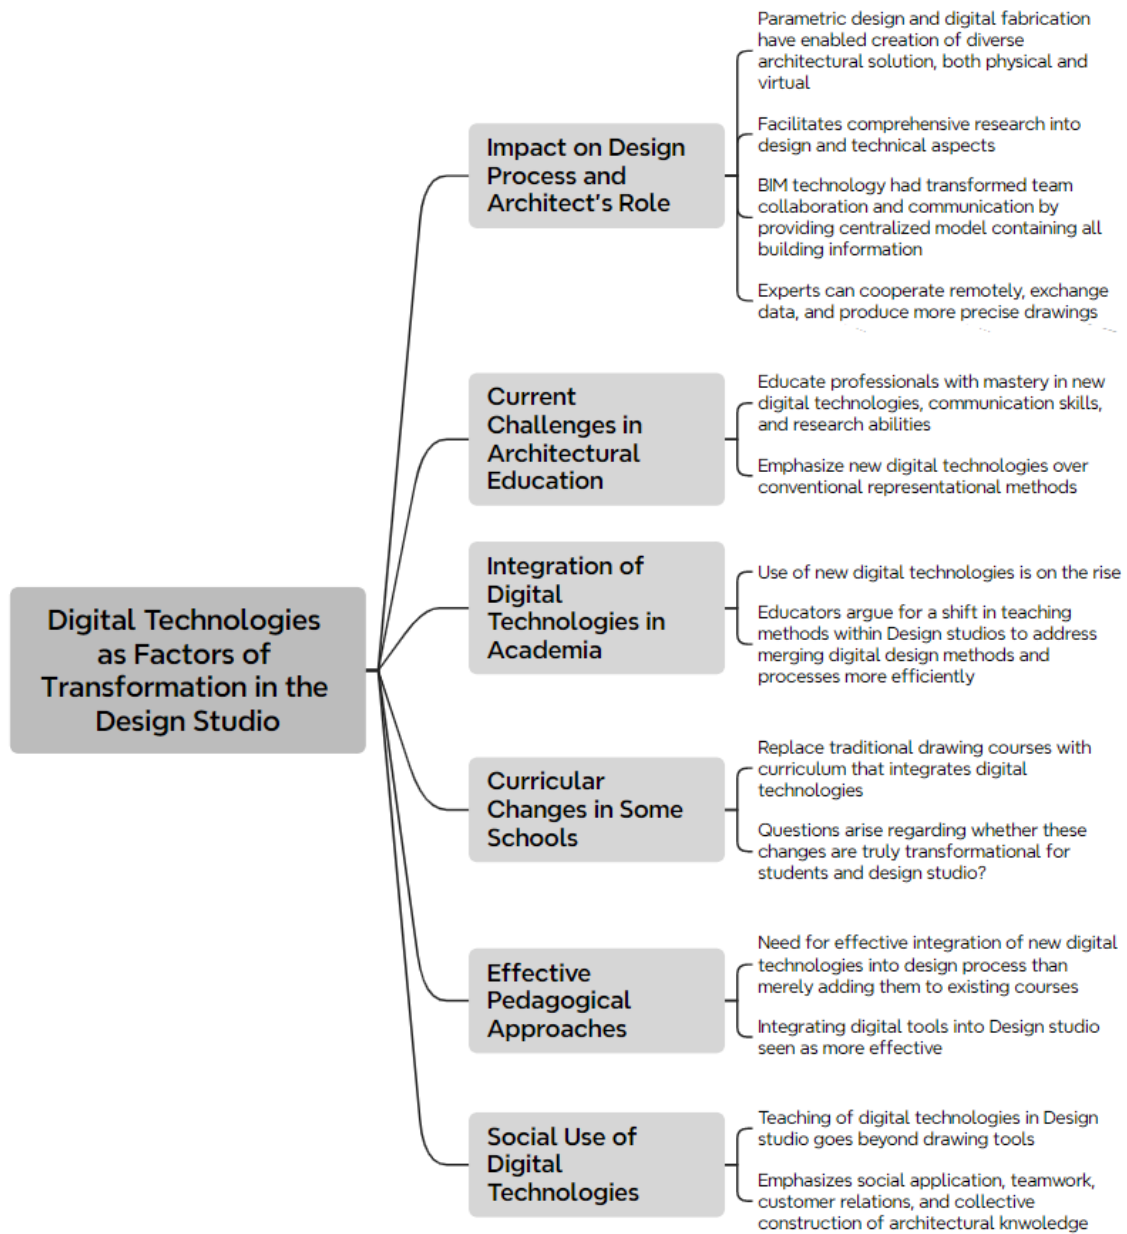 Digital Technologies
as Factors of
Transformation in the
Design Studio
Impact on Design
Process and
Architect's Role
Parametric design and digital fabrication
have enabled creation of diverse
architectural solution, both physical and
virtual
Facilitates comprehensive research into
design and technical aspects
BIM technology had transformed team
collaboration and communication by
providing centralized model containing all
building information
Experts can cooperate remotely, exchange
data, and produce more precise drawings
Current
Challenges in
Architectural
Education
Educate professionals with mastery in new
digital technologies, communication skills,
and research abilities
Emphasize new digital technologies over
conventional representational methods
Integration of
Digital
Technologies in
Academia
Use of new digital technologies is on the rise
Educators argue for a shift in teaching
methods within Design studios to address
merging digital design methods and
processes more efficiently
Curricular
Changes in Some
Schools
Replace traditional drawing courses with
curriculum that integrates digital
technologies
Questions arise regarding whether these
changes are truly transformational for
students and design studio?
Effective
Pedagogical
Approaches
Need for effective integration of new digital
technologies into design process than
merely adding them to existing courses
Integrating digital tools into Design studio
seen as more effective
Social Use of
Digital
Technologies
Teaching of digital technologies in Design
studio goes beyond drawing tools
Emphasizes social application, teamwork,
customer relations, and collective
construction of architectural knwoledge